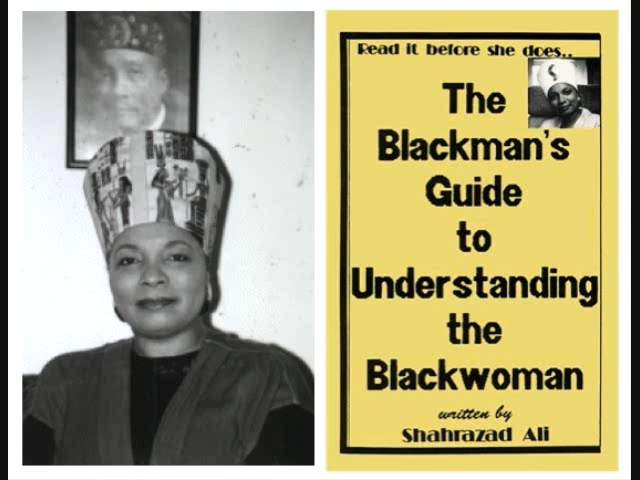 Read it before she does..
The
Blackman's
Guide
to
Understanding
the
Blackwoman
written by
Shahrazad Ali